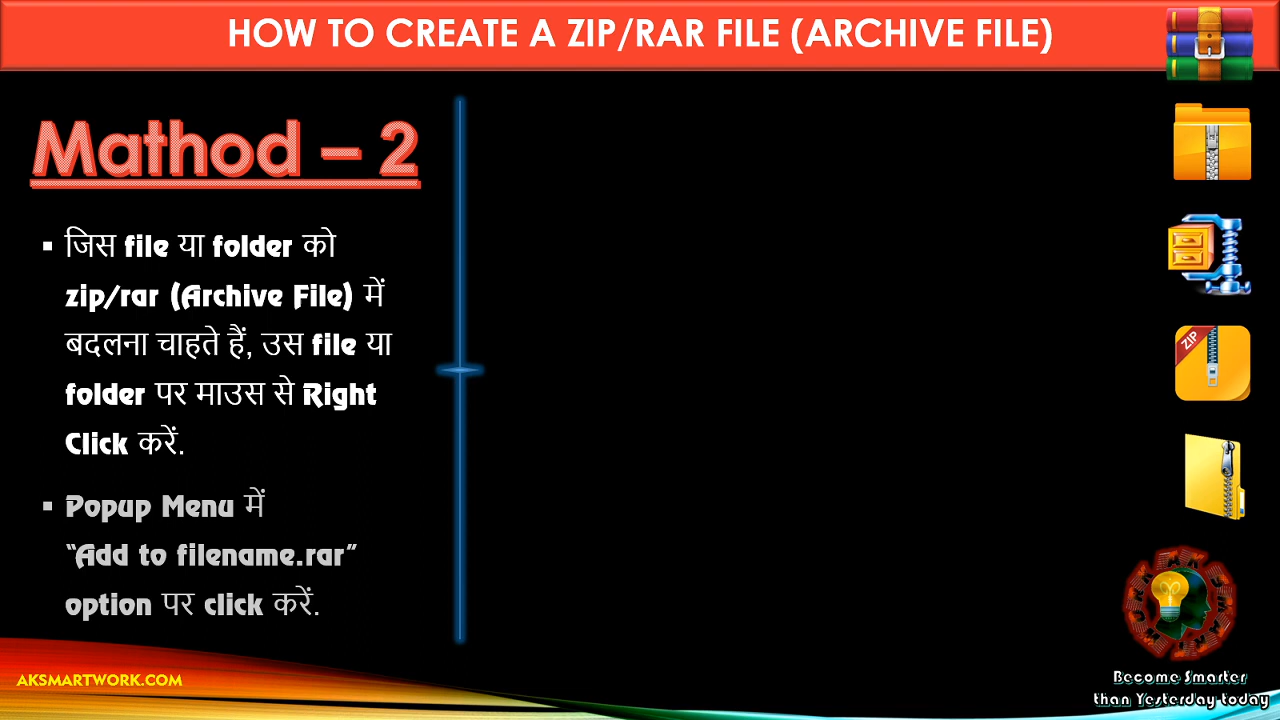 HOW TO CREATE A ZIP/RAR FILE (ARCHIVE FILE)
Mathod – 2
▪ जिस file या folder को
zip/rar (Archive File) में
बदलना चाहते हैं, उस file या
folder पर माउस से Right
Click करें.
▪ Popup Menu में
“Add to filename.rar”
option पर click करें.
ZIP
AKSMARTWORK.COM
Become Smarter
than Yesterday today